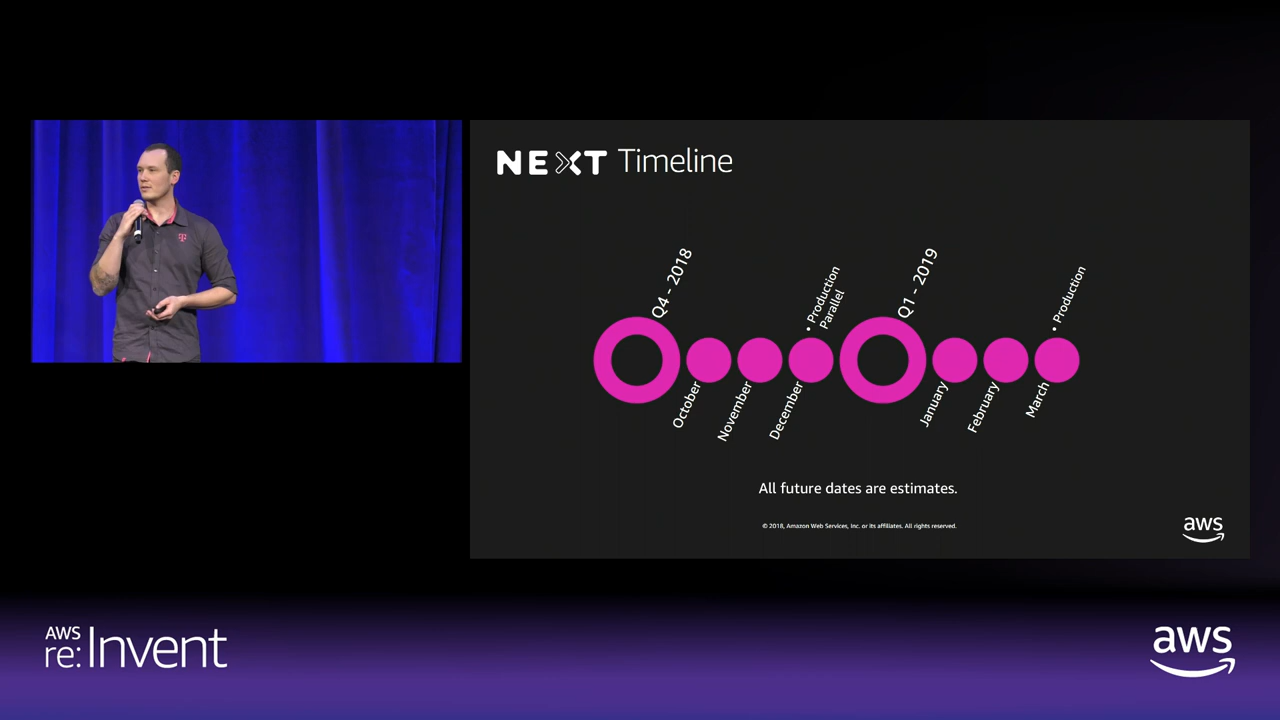 NEXT Timeline
Q4 - 2018
• Production
Parallel
Q1 - 2019
• Production
October
November
December
January
February
March
All future dates are estimates.
© 2018, Amazon Web Services, Inc. or its affiliates. All rights reserved.
aws
AWS
re:Invent
aws